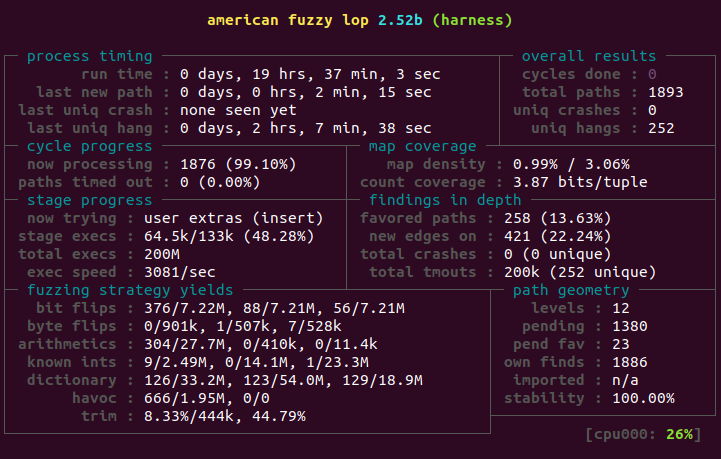 american fuzzy lop 2.52b (harness)
process timing overall results
run time : 0 days, 19 hrs, 37 min, 3 sec cycles done : 0
last new path : 0 days, 0 hrs, 2 min, 15 sec total paths : 1893
last uniq crash : none seen yet uniq crashes : 0
last uniq hang : 0 days, 2 hrs, 7 min, 38 sec uniq hangs : 252
cycle progress map coverage
now processing : 1876 (99.10%) map density : 0.99% / 3.06%
paths timed out : 0 (0.00%) count coverage : 3.87 bits/tuple
stage progress findings in depth
now trying : user extras (insert) favored paths : 258 (13.63%)
stage execs : 64.5k/133k (48.28%) new edges on : 421 (22.24%)
total execs : 200M total crashes : 0 (0 unique)
exec speed : 3081/sec total tmouts : 200k (252 unique)
fuzzing strategy yields path geometry
bit flips : 376/7.22M, 88/7.21M, 56/7.21M levels : 12
byte flips : 0/901k, 1/507k, 7/528k pending : 1380
arithmetics : 304/27.7M, 0/410k, 0/11.4k pend fav : 23
known ints : 9/2.49M, 0/14.1M, 1/23.3M own finds : 1886
dictionary : 126/33.2M, 123/54.0M, 129/18.9M imported : n/a
havoc : 666/1.95M, 0/0 stability : 100.00%
trim : 8.33%/444k, 44.79%
[cpu000: 26%]